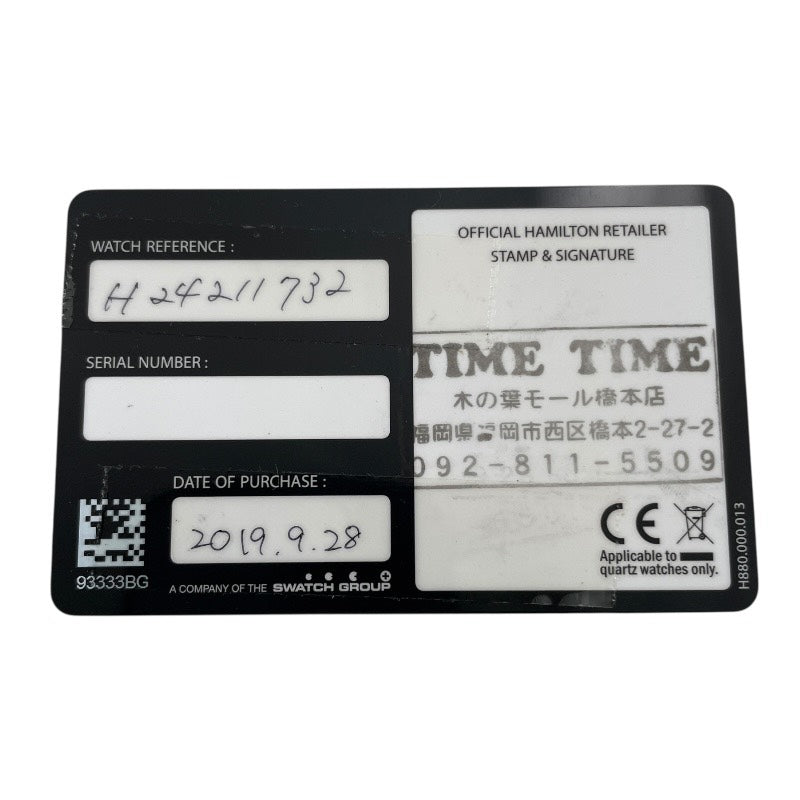 WATCH REFERENCE :
H24211732
SERIAL NUMBER :
DATE OF PURCHASE :
2019.9.28
93333BG
A COMPANY OF THE SWATCH GROUP
OFFICIAL HAMILTON RETAILER
STAMP & SIGNATURE
TIME TIME
木の葉モール橋本店
福岡県福岡市西区橋本2-27-2
092-811-5509
CE
Applicable to
quartz watches only.
H880.000.013